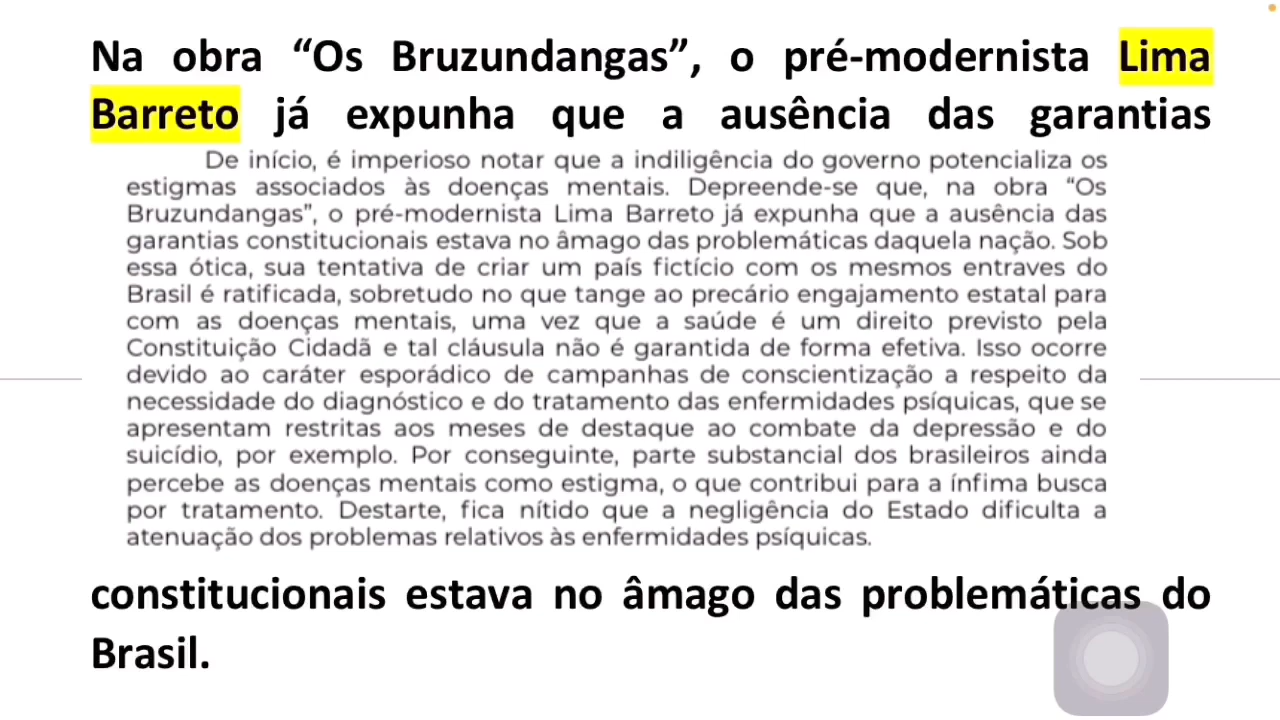 Na obra “Os Bruzundangas”, o pré-modernista Lima
Barreto já expunha que a ausência das garantias
De início, é imperioso notar que a indiligência do governo potencializa os
estigmas associados às doenças mentais. Depreende-se que, na obra “Os
Bruzundangas”, o pré-modernista Lima Barreto já expunha que a ausência das
garantias constitucionais estava no âmago das problemáticas daquela nação. Sob
essa ótica, sua tentativa de criar um país fictício com os mesmos entraves do
Brasil é ratificada, sobretudo no que tange ao precário engajamento estatal para
com as doenças mentais, uma vez que a saúde é um direito previsto pela
Constituição Cidadã e tal cláusula não é garantida de forma efetiva. Isso ocorre
devido ao caráter esporádico de campanhas de conscientização a respeito da
necessidade do diagnóstico e do tratamento das enfermidades psíquicas, que se
apresentam restritas aos meses de destaque ao combate da depressão e do
suicídio, por exemplo. Por conseguinte, parte substancial dos brasileiros ainda
percebe as doenças mentais como estigma, o que contribui para a ínfima busca
por tratamento. Destarte, fica nítido que a negligência do Estado dificulta a
atenuação dos problemas relativos às enfermidades psíquicas.
constitucionais estava no âmago das problemáticas do
Brasil.